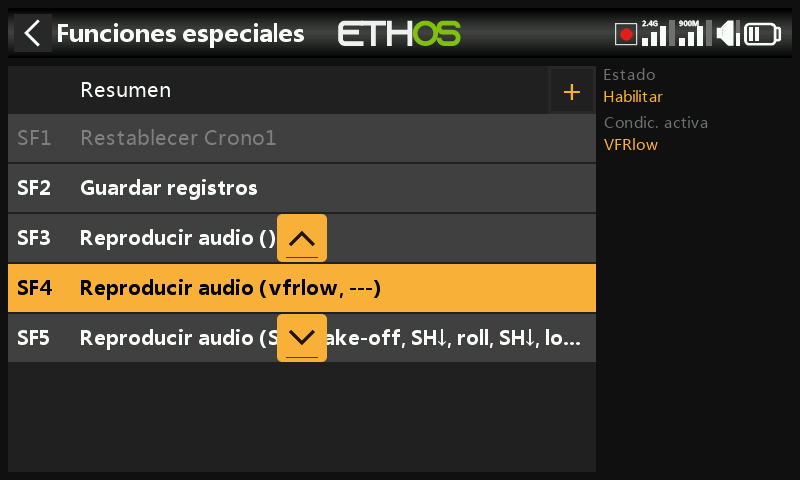 Funciones especiales
ETHOS
2.4G
900M
Resumen
+
SF1 Restablecer Crono1
SF2 Guardar registros
SF3 Reproducir audio ()
SF4 Reproducir audio (vfrlow, ---)
SF5 Reproducir audio (S ake-off, SH↓, roll, SH↓, lo...
Estado
Habilitar
Condic. activa
VFRlow